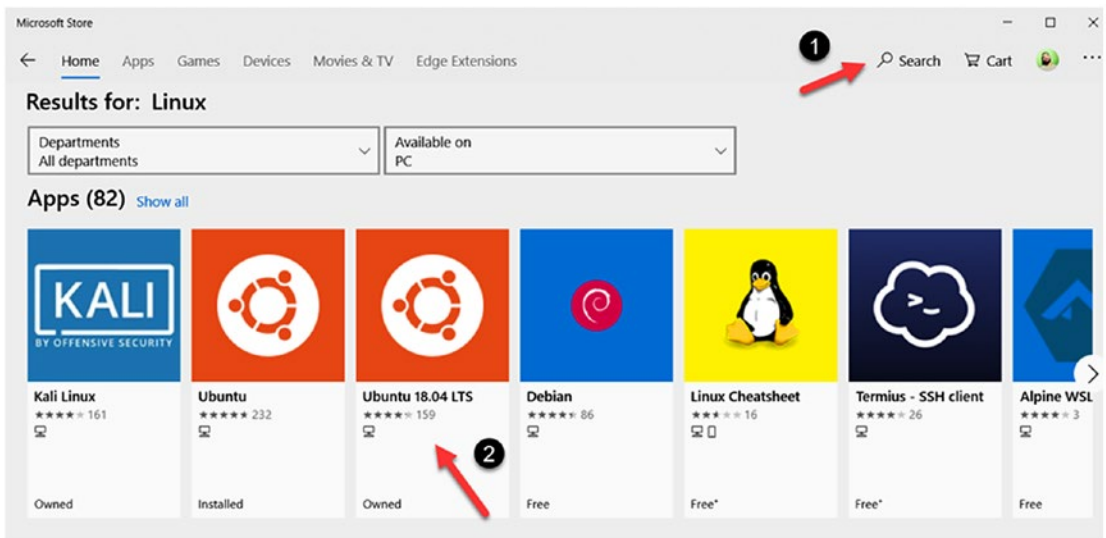 Microsoft Store
Home Apps Games Devices Movies & TV Edge Extensions
1
Search Cart
Results for: Linux
Departments
All departments
Available on
PC
Apps (82) Show all
KALI
BY OFFENSIVE SECURITY
>_
Kali Linux
161
Owned
Ubuntu
232
Installed
Ubuntu 18.04 LTS
159
2
Owned
Debian
86
Free
Linux Cheatsheet
16
Free*
Termius - SSH client
26
Free*
Alpine WSL
3
Free